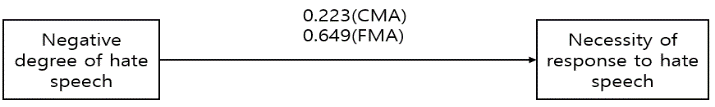 0.223(CMA)
0.649(FMA)
Negative
degree of hate
speech
Necessity of
response to hate
speech